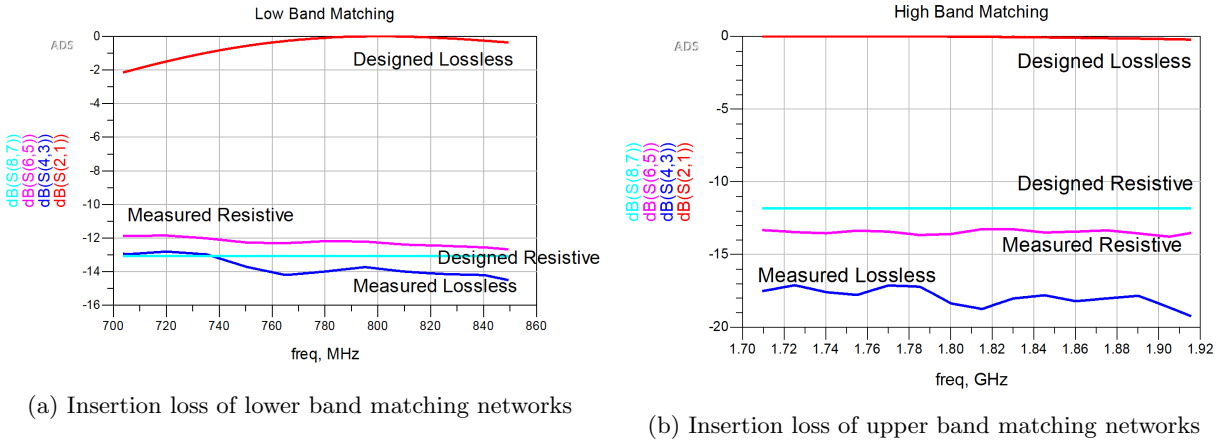 Low Band Matching
ADS
0
-2
-4
-6
-8
-10
-12
-14
-16
700
720
740
760
780
800
820
840
860
freq, MHz
dB(S(8,7))
dB(S(6,5))
dB(S(4,3))
dB(S(2,1))
Designed Lossless
Measured Resistive
Designed Resistive
Measured Lossless
(a) Insertion loss of lower band matching networks
High Band Matching
ADS
0
-5
-10
-15
-20
1.70
1.72
1.74
1.76
1.78
1.80
1.82
1.84
1.86
1.88
1.90
1.92
freq, GHz
dB(S(8,7))
dB(S(6,5))
dB(S(4,3))
dB(S(2,1))
Designed Lossless
Designed Resistive
Measured Resistive
Measured Lossless
(b) Insertion loss of upper band matching networks